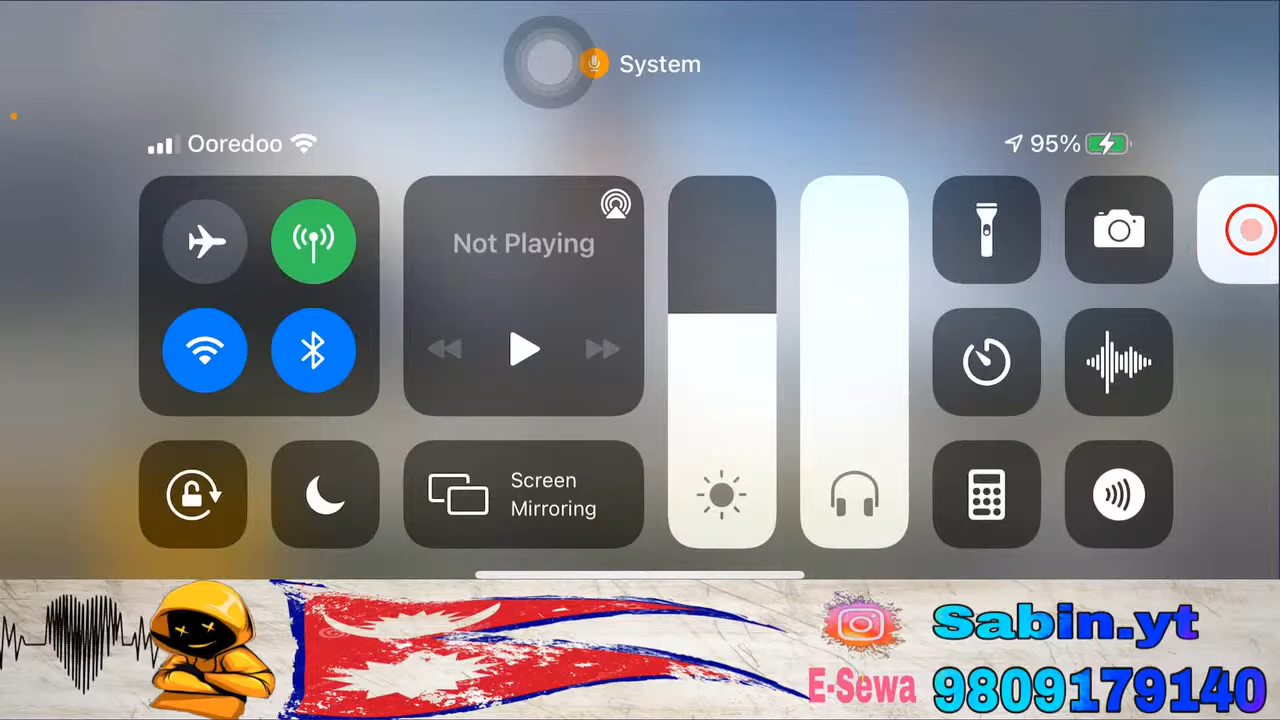 System
Ooredoo
95%
Not Playing
Screen
Mirroring
Sabin.yt
E-Sewa
9809179140